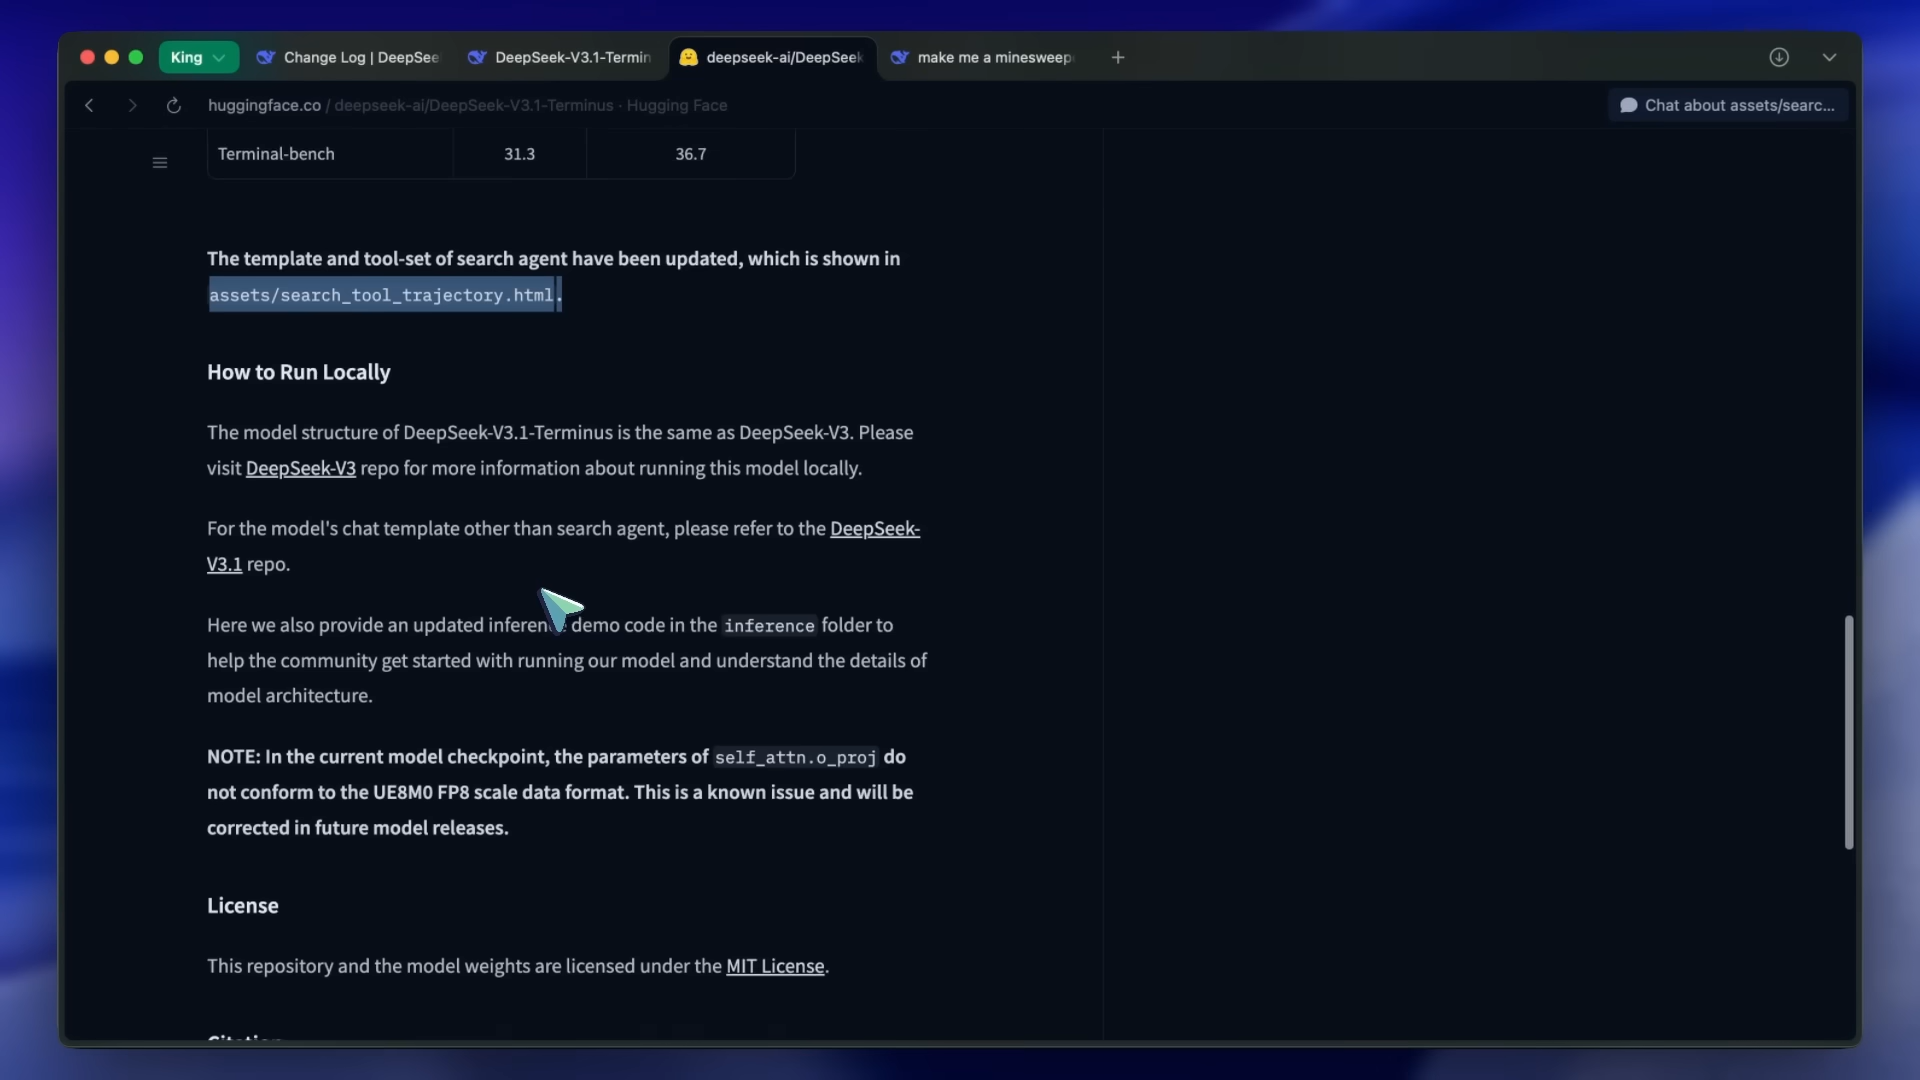 King
Change Log | DeepSee
DeepSeek-V3.1-Termin
deepseek-ai/DeepSeek
make me a minesweep
huggingface.co / deepseek-ai/DeepSeek-V3.1-Terminus · Hugging Face
Chat about assets/searc...
Terminal-bench 31.3 36.7
The template and tool-set of search agent have been updated, which is shown in
assets/search_tool_trajectory.html.
How to Run Locally
The model structure of DeepSeek-V3.1-Terminus is the same as DeepSeek-V3. Please
visit DeepSeek-V3 repo for more information about running this model locally.
For the model's chat template other than search agent, please refer to the DeepSeek-
V3.1 repo.
Here we also provide an updated inference demo code in the inference folder to
help the community get started with running our model and understand the details of
model architecture.
NOTE: In the current model checkpoint, the parameters of self_attn.o_proj do
not conform to the UE8M0 FP8 scale data format. This is a known issue and will be
corrected in future model releases.
License
This repository and the model weights are licensed under the MIT License.